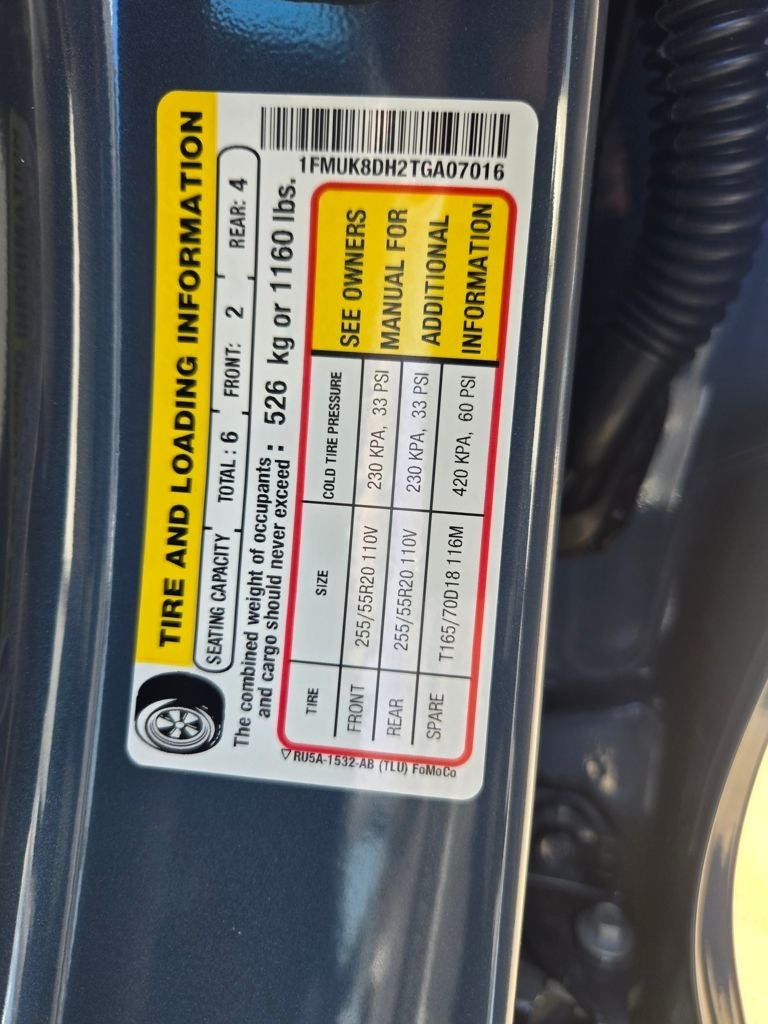 TIRE AND LOADING INFORMATION
SEATING CAPACITY TOTAL : 6 FRONT: 2 REAR: 4
The combined weight of occupants
and cargo should never exceed : 526 kg or 1160 lbs.
1FMUK8DH2TGA07016
TIRE SIZE COLD TIRE PRESSURE
FRONT 255/55R20 110V 230 KPA, 33 PSI
REAR 255/55R20 110V 230 KPA, 33 PSI
SPARE T165/70D18 116M 420 KPA, 60 PSI
SEE OWNERS
MANUAL FOR
ADDITIONAL
INFORMATION
▽RU5A-1532-AB (TLU) FoMoCo